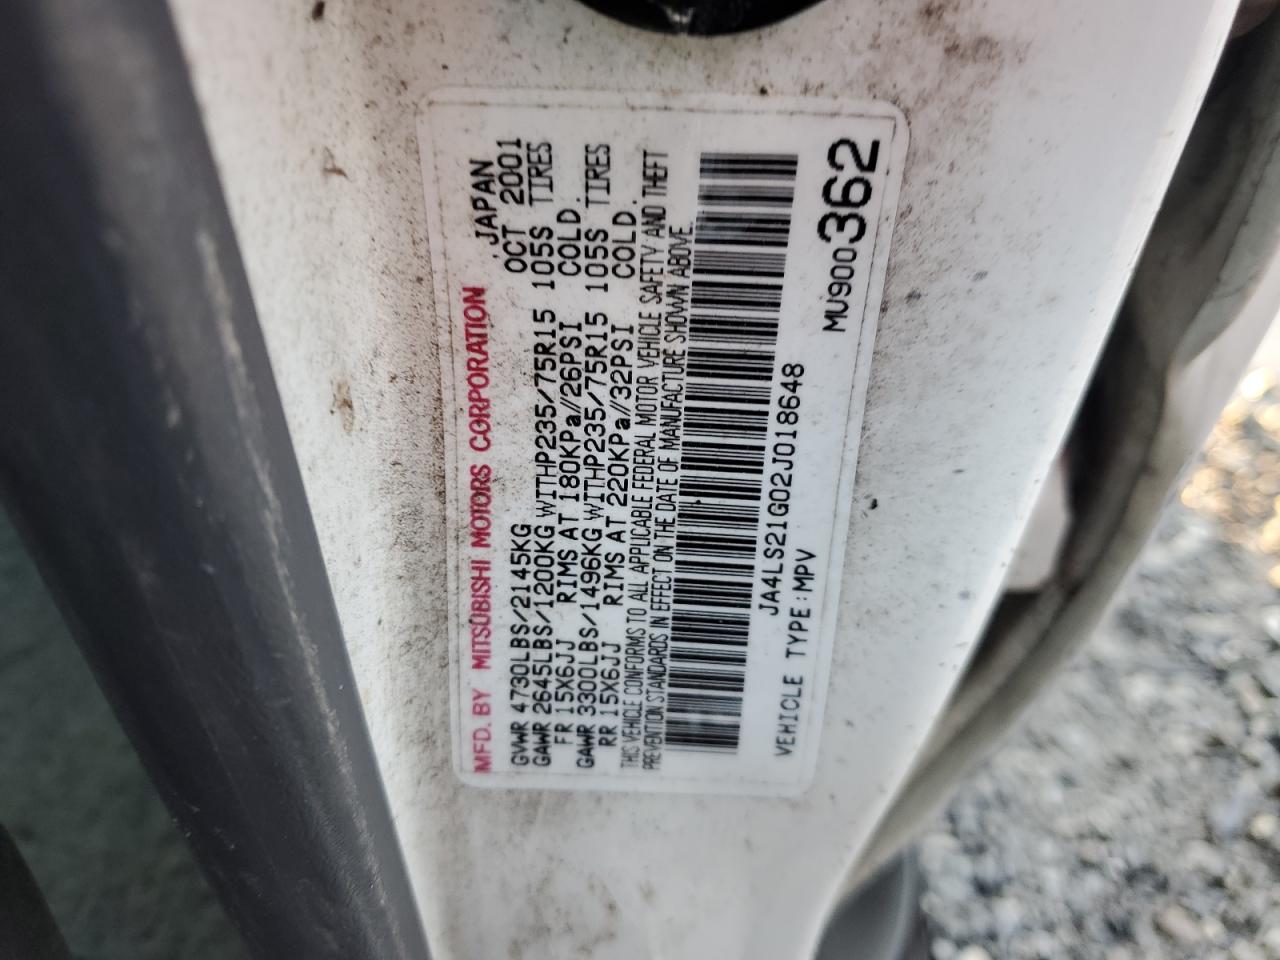 MFD. BY MITSUBISHI MOTORS CORPORATION , JAPAN
GVWR 4730LBS/2145KG OCT 2001
GAWR 2645LBS/1200KG WITHP235/75R15 105S TIRES
FR 15X6JJ RIMS AT 180KPa//26PSI COLD.
GAWR 3300LBS/1496KG WITHP235/75R15 105S TIRES
RR 15X6JJ RIMS AT 220KPa//32PSI COLD.
THIS VEHICLE CONFORMS TO ALL APPLICABLE FEDERAL MOTOR VEHICLE SAFETY AND THEFT
PREVENTION STANDARDS IN EFFECT ON THE DATE OF MANUFACTURE SHOWN ABOVE.
JA4LS21G02J018648
VEHICLE TYPE:MPV
MU900362